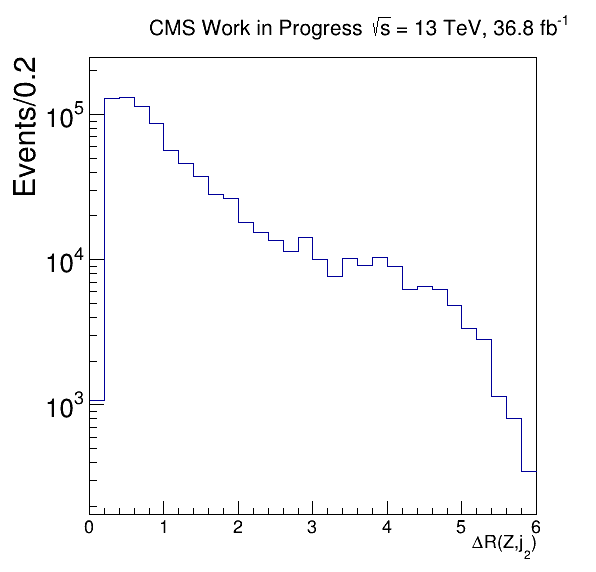 CMS Work in Progress √s = 13 TeV, 36.8 fb⁻¹
Events/0.2
10⁵
10⁴
10³
0 1 2 3 4 5 6
ΔR(Z,j₂)